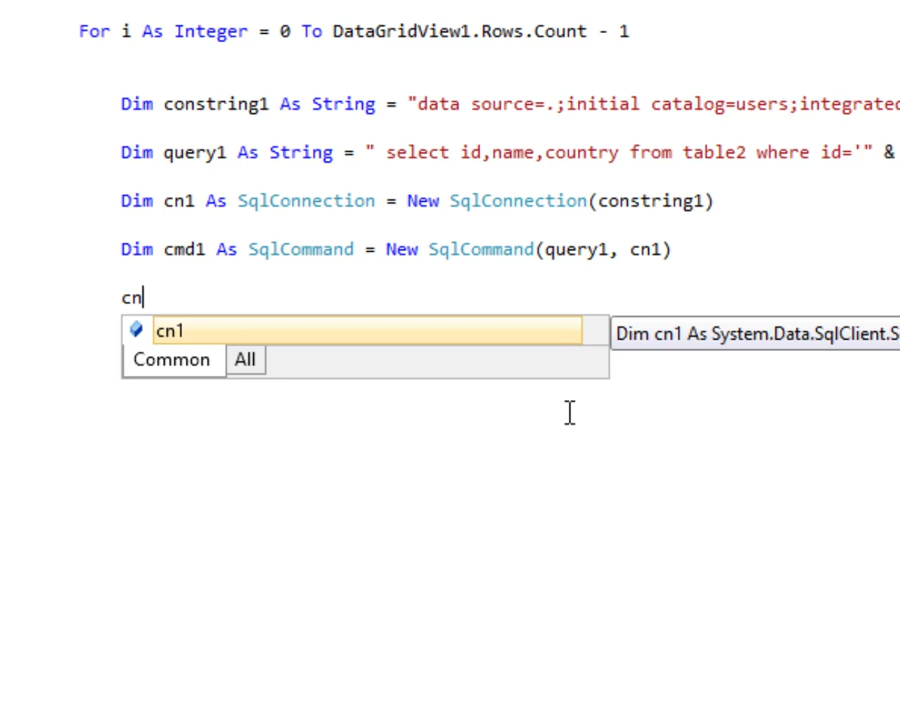 For i As Integer = 0 To DataGridView1.Rows.Count - 1
Dim constring1 As String = "data source=.;initial catalog=users;integrated
Dim query1 As String = " select id,name,country from table2 where id='" &
Dim cn1 As SqlConnection = New SqlConnection(constring1)
Dim cmd1 As SqlCommand = New SqlCommand(query1, cn1)
cn
cn1
Dim cn1 As System.Data.SqlClient.S
Common All